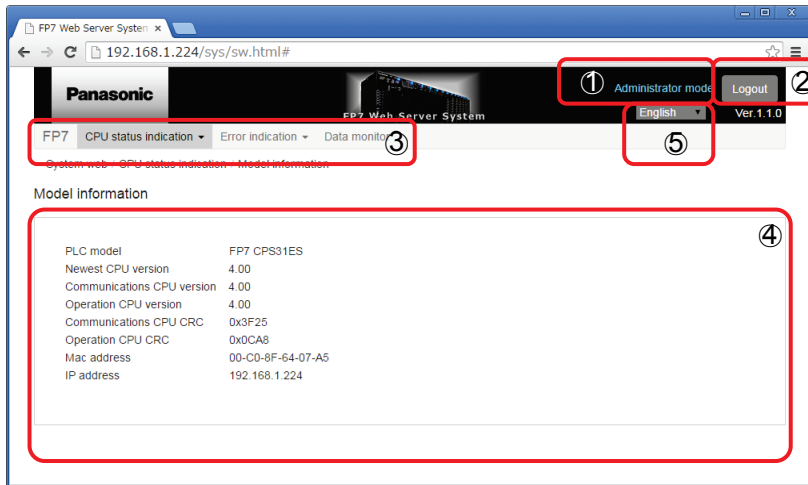 FP7 Web Server System
192.168.1.224/sys/sw.html#
① Administrator mode Logout ②
Panasonic
FP7 Web Server System
English Ver.1.1.0
FP7 CPU status indication Error indication Data monitor ③ ⑤
System web / CPU status indication / Model information
Model information
④
PLC model FP7 CPS31ES
Newest CPU version 4.00
Communications CPU version 4.00
Operation CPU version 4.00
Communications CPU CRC 0x3F25
Operation CPU CRC 0x0CA8
Mac address 00-C0-8F-64-07-A5
IP address 192.168.1.224